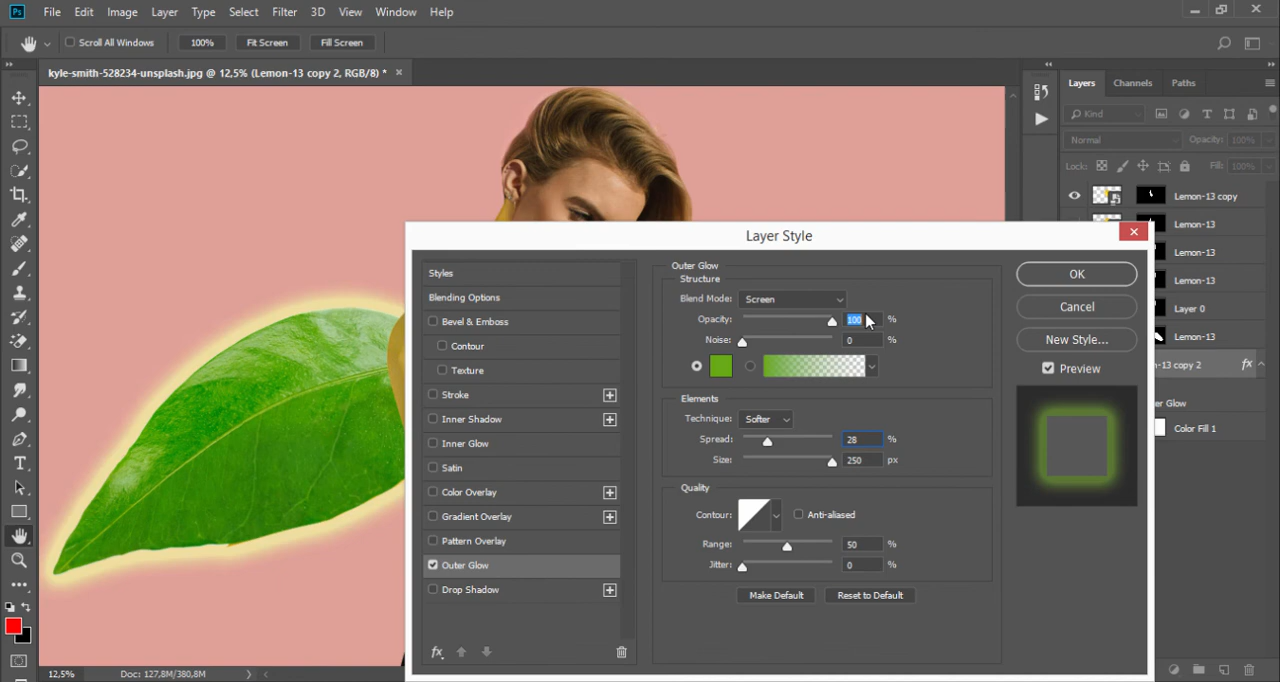 Ps File Edit Image Layer Type Select Filter 3D View Window Help
Scroll All Windows 100% Fit Screen Fill Screen
kyle-smith-528234-unsplash.jpg @ 12,5% (Lemon-13 copy 2, RGB/8) * ×
Layers Channels Paths
Kind
Normal Opacity: 100%
Lock: Fill: 100%
Lemon-13 copy
Lemon-13
Lemon-13
Lemon-13
Layer 0
Lemon-13
n-13 copy 2 fx
er Glow
Color Fill 1
Layer Style
Styles
Blending Options
Bevel & Emboss
Contour
Texture
Stroke
Inner Shadow
Inner Glow
Satin
Color Overlay
Gradient Overlay
Pattern Overlay
Outer Glow
Drop Shadow
fx
Outer Glow
Structure
Blend Mode: Screen
Opacity: 100 %
Noise: 0 %
Elements
Technique: Softer
Spread: 28 %
Size: 250 px
Quality
Contour: Anti-aliased
Range: 50 %
Jitter: 0 %
Make Default Reset to Default
OK
Cancel
New Style...
Preview
T
12,5% Doc: 127,8M/380,8M